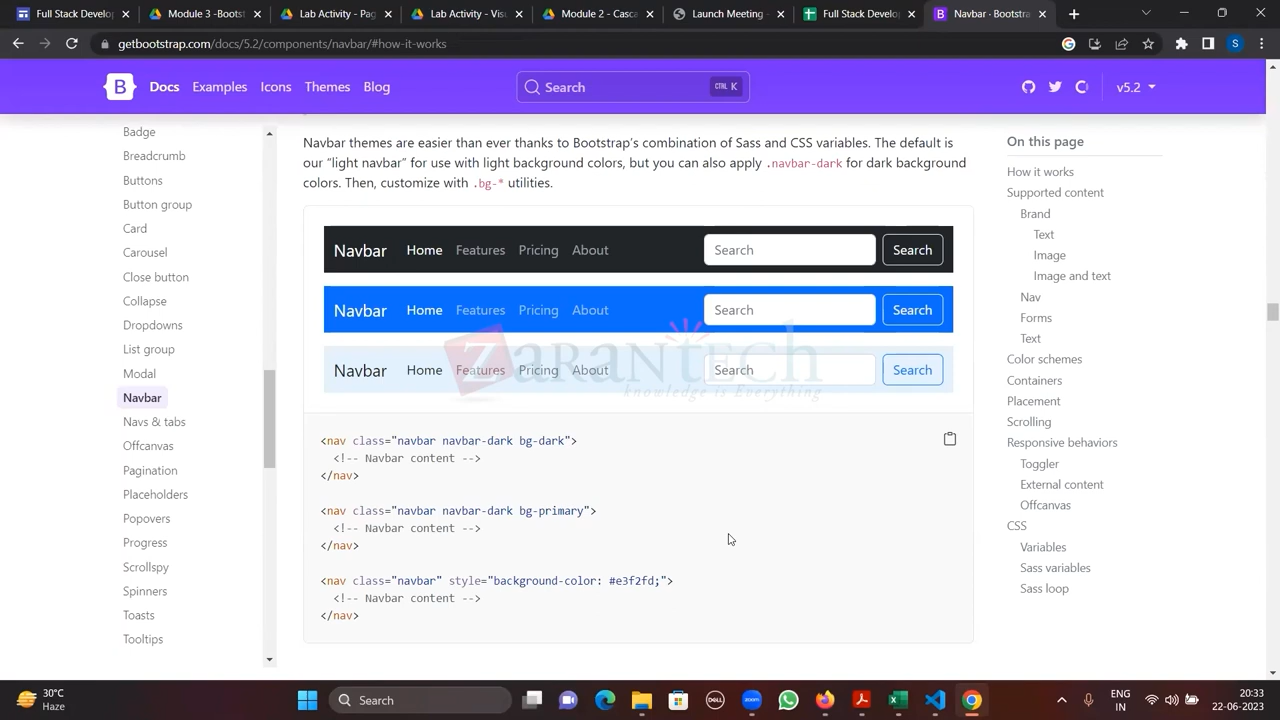 Full Stack Develop
Module 3 -Bootst
Lab Activity - Pag
Lab Activity - Visu
Module 2 - Casca
Launch Meeting -
Full Stack Develop
Navbar · Bootstra
getbootstrap.com/docs/5.2/components/navbar/#how-it-works
S
B
Docs
Examples
Icons
Themes
Blog
Search
CTRL K
v5.2
Badge
Breadcrumb
Buttons
Button group
Card
Carousel
Close button
Collapse
Dropdowns
List group
Modal
Navbar
Navs & tabs
Offcanvas
Pagination
Placeholders
Popovers
Progress
Scrollspy
Spinners
Toasts
Tooltips
Navbar themes are easier than ever thanks to Bootstrap's combination of Sass and CSS variables. The default is
our “light navbar” for use with light background colors, but you can also apply .navbar-dark for dark background
colors. Then, customize with .bg-* utilities.
Navbar Home Features Pricing About Search Search
Navbar Home Features Pricing About Search Search
Navbar Home Features Pricing About Search Search
ZARANTECH
knowledge is Everything
<nav class="navbar navbar-dark bg-dark">
<!-- Navbar content -->
</nav>
<nav class="navbar navbar-dark bg-primary">
<!-- Navbar content -->
</nav>
<nav class="navbar" style="background-color: #e3f2fd;">
<!-- Navbar content -->
</nav>
On this page
How it works
Supported content
Brand
Text
Image
Image and text
Nav
Forms
Text
Color schemes
Containers
Placement
Scrolling
Responsive behaviors
Toggler
External content
Offcanvas
CSS
Variables
Sass variables
Sass loop
30°C
Haze
Search
DELL
zoom
ENG
IN
20:33
22-06-2023